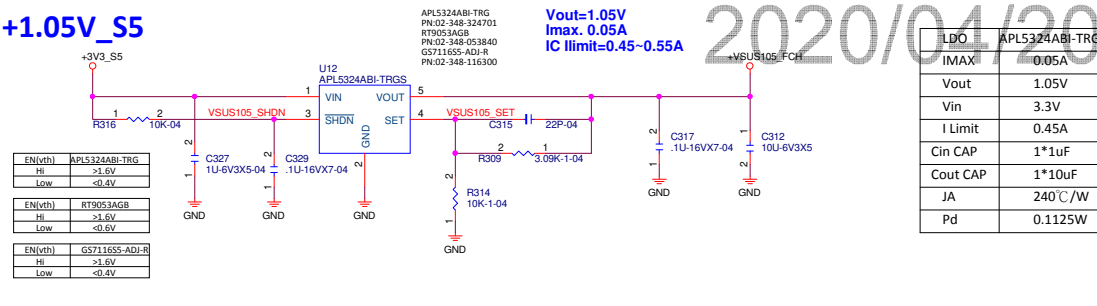 +1.05V_S5
APL5324ABI-TRG
PN:02-348-324701
RT9053AGB
PN:02-348-053840
GS7116S5-ADJ-R
PN:02-348-116300
Vout=1.05V
Imax. 0.05A
IC Ilimit=0.45~0.55A
2020/04/20
+3V3_S5
U12
APL5324ABI-TRGS
+VSUS105_FCH
1 VIN VOUT 5
3 SHDN SET 4
GND
2
VSUS105_SHDN
VSUS105_SET
1 2
R316 10K-04
C315 22P-04
R309 2 1 3.09K-1-04
2 1
C327
1U-6V3X5-04
2 1
C329
.1U-16VX7-04
2 1
R314
10K-1-04
2 1
C317
.1U-16VX7-04
1 2
C312
10U-6V3X5
GND
GND
GND
GND
GND
GND
EN(vth) APL5324ABI-TRG
Hi >1.6V
Low <0.4V
EN(vth) RT9053AGB
Hi >1.6V
Low <0.6V
EN(vth) GS7116S5-ADJ-R
Hi >1.6V
Low <0.4V
LDO APL5324ABI-TRG
IMAX 0.05A
Vout 1.05V
Vin 3.3V
I Limit 0.45A
Cin CAP 1*1uF
Cout CAP 1*10uF
JA 240℃/W
Pd 0.1125W